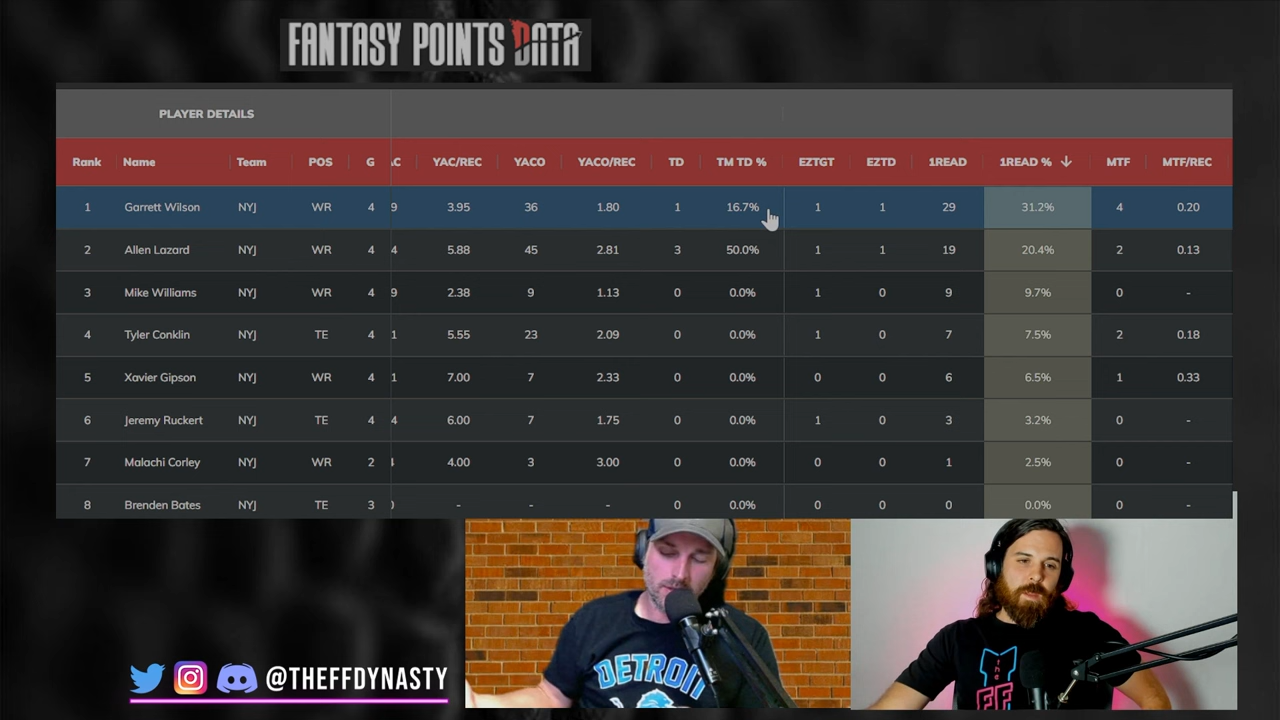 FANTASY POINTS DATA
PLAYER DETAILS
Rank Name Team POS G AC YAC/REC YACO YACO/REC TD TM TD % EZTGT EZTD 1READ 1READ % MTF MTF/REC
1 Garrett Wilson NYJ WR 4 9 3.95 36 1.80 1 16.7% 1 1 29 31.2% 4 0.20
2 Allen Lazard NYJ WR 4 4 5.88 45 2.81 3 50.0% 1 1 19 20.4% 2 0.13
3 Mike Williams NYJ WR 4 9 2.38 9 1.13 0 0.0% 1 0 9 9.7% 0 -
4 Tyler Conklin NYJ TE 4 1 5.55 23 2.09 0 0.0% 1 0 7 7.5% 2 0.18
5 Xavier Gipson NYJ WR 4 1 7.00 7 2.33 0 0.0% 0 0 6 6.5% 1 0.33
6 Jeremy Ruckert NYJ TE 4 4 6.00 7 1.75 0 0.0% 1 0 3 3.2% 0 -
7 Malachi Corley NYJ WR 2 4.00 3 3.00 0 0.0% 0 0 1 2.5% 0 -
8 Brenden Bates NYJ TE 3 - - - 0 0.0% 0 0 0 0.0% 0 -
DETROIT
FF
@THEFFDYNASTY